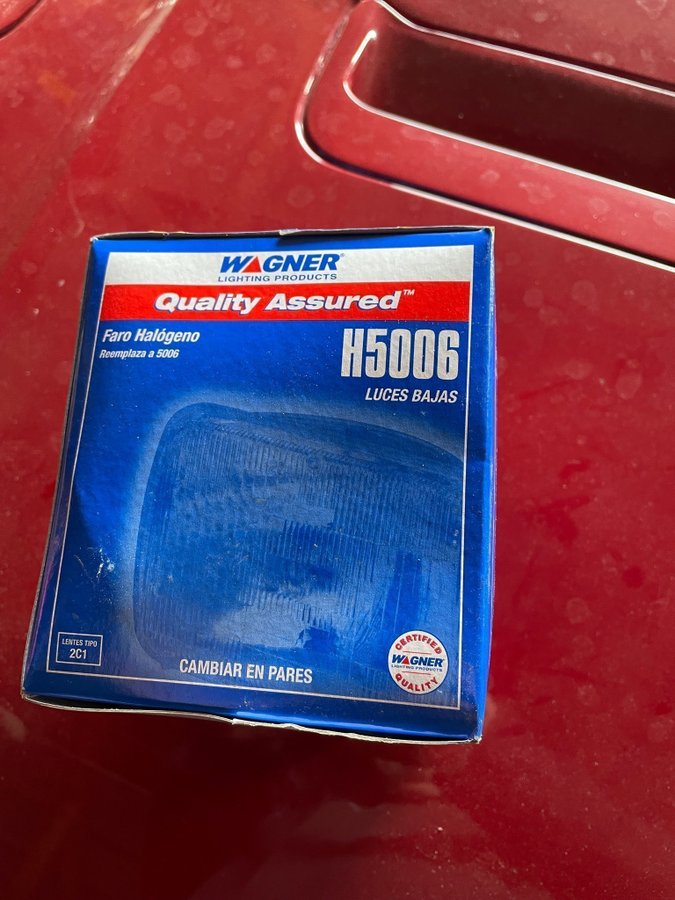 WAGNER
LIGHTING PRODUCTS
Quality Assured™
Faro Halógeno
Reemplaza a 5006
H5006
LUCES BAJAS
LENTES TIPO
2C1
CAMBIAR EN PARES
CERTIFIED
WAGNER
LIGHTING PRODUCTS
QUALITY